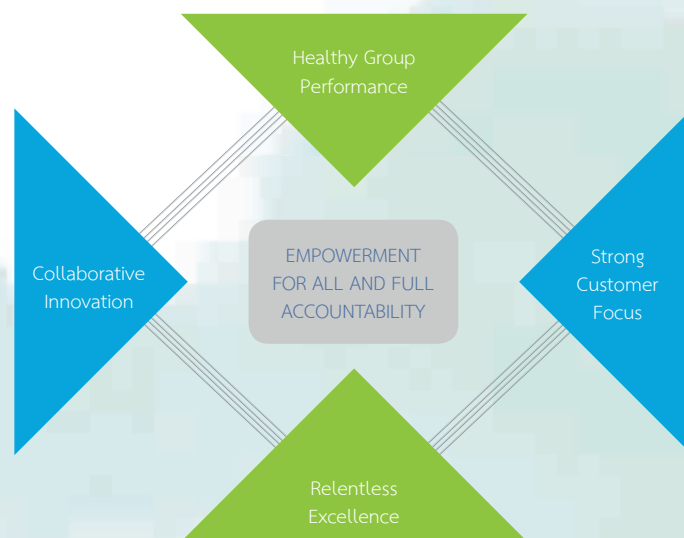 Healthy Group
Performance
Collaborative
Innovation
EMPOWERMENT
FOR ALL AND FULL
ACCOUNTABILITY
Strong
Customer
Focus
Relentless
Excellence